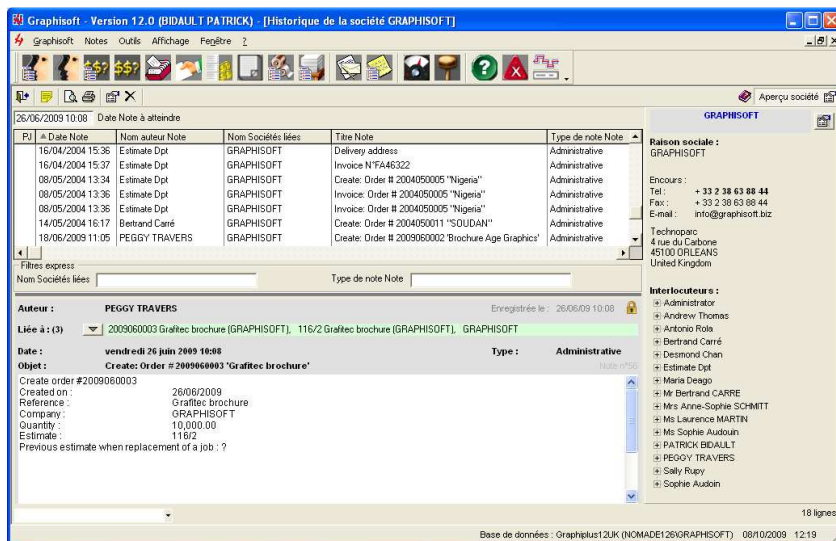 Graphisoft - Version 12.0 (BIDAULT PATRICK) - [Historique de la société GRAPHISOFT]
Graphisoft Notes Outils Affichage Fenêtre ?
Aperçu société
26/06/2009 10:08 Date Note à atteindre
PJ Date Note Nom auteur Note Nom Sociétés liées Titre Note Type de note Note
16/04/2004 15:36 Estimate Dpt GRAPHISOFT Delivery address Administrative
16/04/2004 15:37 Estimate Dpt GRAPHISOFT Invoice N°FA46322 Administrative
08/05/2004 13:34 Estimate Dpt GRAPHISOFT Create: Order # 2004050005 "Nigeria" Administrative
08/05/2004 13:36 Estimate Dpt GRAPHISOFT Invoice: Order # 2004050005 "Nigeria" Administrative
08/05/2004 13:36 Estimate Dpt GRAPHISOFT Invoice: Order # 2004050005 "Nigeria" Administrative
14/05/2004 16:17 Bertrand Carré GRAPHISOFT Create: Order # 2004050011 "SOUDAN" Administrative
18/06/2009 11:05 PEGGY TRAVERS GRAPHISOFT Create: Order # 2009060002 'Brochure Age Graphics' Administrative
Filtres express
Nom Sociétés liées Type de note Note
Auteur : PEGGY TRAVERS Enregistrée le : 26/06/09 10:08
Liée à : (3) 2009060003 Grafitec brochure (GRAPHISOFT), 116/2 Grafitec brochure (GRAPHISOFT), GRAPHISOFT
Date : vendredi 26 juin 2009 10:08 Type : Administrative
Objet : Create: Order # 2009060003 'Grafitec brochure' Note n°56
Create order #2009060003
Created on : 26/06/2009
Reference : Grafitec brochure
Company : GRAPHISOFT
Quantity : 10,000.00
Estimate : 116/2
Previous estimate when replacement of a job : ?
GRAPHISOFT
Raison sociale :
GRAPHISOFT
Encours :
Tel : + 33 2 38 63 88 44
Fax : + 33 2 38 63 88 44
E-mail : info@graphisoft.biz
Technoparc
4 rue du Carbone
45100 ORLEANS
United Kingdom
Interlocuteurs :
Administrator
Andrew Thomas
Antonio Rola
Bertrand Carré
Desmond Chan
Estimate Dpt
Maria Deago
Mr Bertrand CARRE
Mrs Anne-Sophie SCHMITT
Ms Laurence MARTIN
Ms Sophie Audouin
PATRICK BIDAULT
PEGGY TRAVERS
Sally Rupy
Sophie Audoin
18 lignes
Base de données : Graphiplus12UK (NOMADE126\GRAPHISOFT) 08/10/2009 12:19